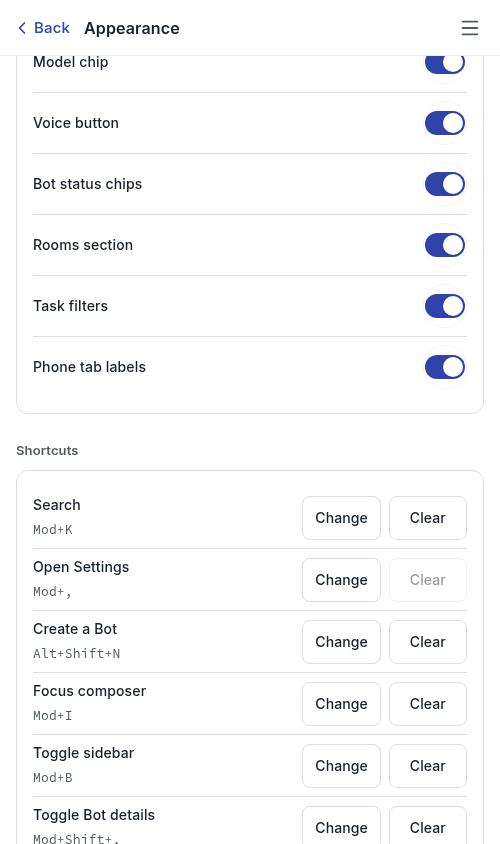 Back Appearance
Model chip
Voice button
Bot status chips
Rooms section
Task filters
Phone tab labels
Shortcuts
Search
Mod+K
Change Clear
Open Settings
Mod+,
Change Clear
Create a Bot
Alt+Shift+N
Change Clear
Focus composer
Mod+I
Change Clear
Toggle sidebar
Mod+B
Change Clear
Toggle Bot details
Mod+Shift+.
Change Clear